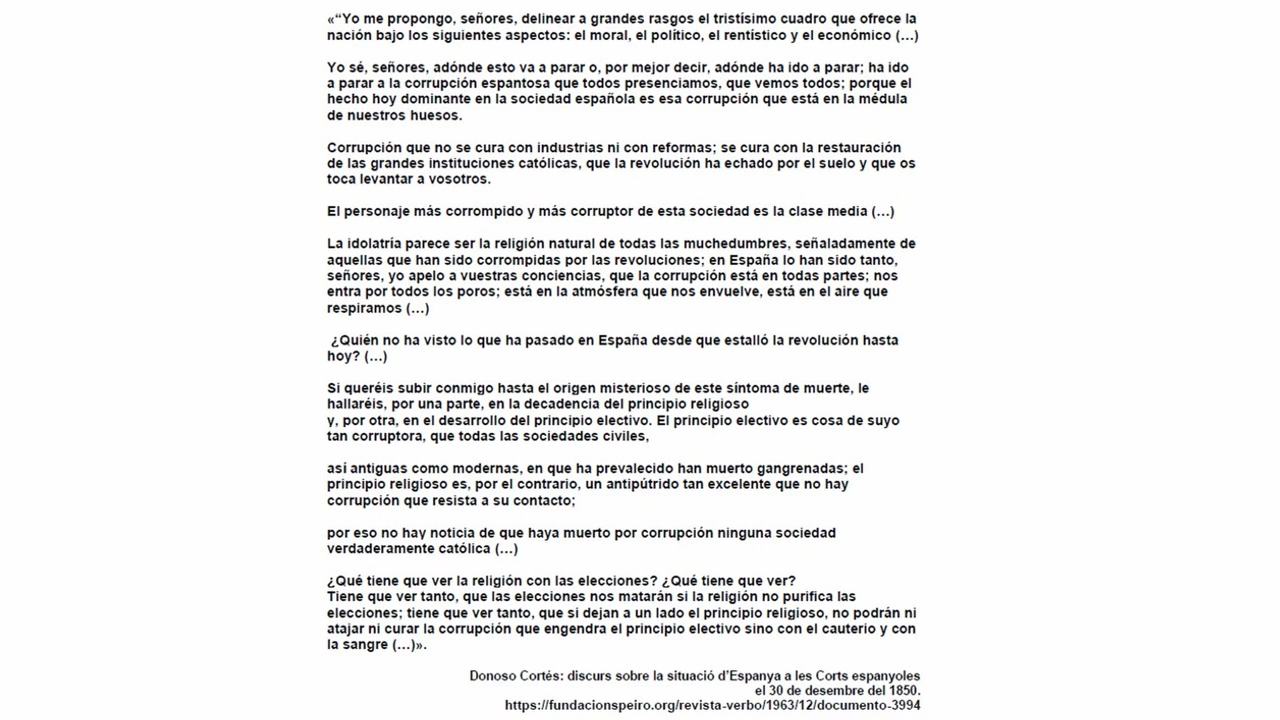 «“Yo me propongo, señores, delinear a grandes rasgos el tristísimo cuadro que ofrece la
nación bajo los siguientes aspectos: el moral, el político, el rentístico y el económico (…)
Yo sé, señores, adónde esto va a parar o, por mejor decir, adónde ha ido a parar; ha ido
a parar a la corrupción espantosa que todos presenciamos, que vemos todos; porque el
hecho hoy dominante en la sociedad española es esa corrupción que está en la médula
de nuestros huesos.
Corrupción que no se cura con industrias ni con reformas; se cura con la restauración
de las grandes instituciones católicas, que la revolución ha echado por el suelo y que os
toca levantar a vosotros.
El personaje más corrompido y más corruptor de esta sociedad es la clase media (…)
La idolatría parece ser la religión natural de todas las muchedumbres, señaladamente de
aquellas que han sido corrompidas por las revoluciones; en España lo han sido tanto,
señores, yo apelo a vuestras conciencias, que la corrupción está en todas partes; nos
entra por todos los poros; está en la atmósfera que nos envuelve, está en el aire que
respiramos (…)
¿Quién no ha visto lo que ha pasado en España desde que estalló la revolución hasta
hoy? (…)
Si queréis subir conmigo hasta el origen misterioso de este síntoma de muerte, le
hallaréis, por una parte, en la decadencia del principio religioso
y, por otra, en el desarrollo del principio electivo. El principio electivo es cosa de suyo
tan corruptora, que todas las sociedades civiles,
así antiguas como modernas, en que ha prevalecido han muerto gangrenadas; el
principio religioso es, por el contrario, un antipútrido tan excelente que no hay
corrupción que resista a su contacto;
por eso no hay noticia de que haya muerto por corrupción ninguna sociedad
verdaderamente católica (…)
¿Qué tiene que ver la religión con las elecciones? ¿Qué tiene que ver?
Tiene que ver tanto, que las elecciones nos matarán si la religión no purifica las
elecciones; tiene que ver tanto, que si dejan a un lado el principio religioso, no podrán ni
atajar ni curar la corrupción que engendra el principio electivo sino con el cauterio y con
la sangre (…)».
Donoso Cortés: discurs sobre la situació d’Espanya a les Corts espanyoles
el 30 de desembre del 1850.
https://fundacionspeiro.org/revista-verbo/1963/12/documento-3994